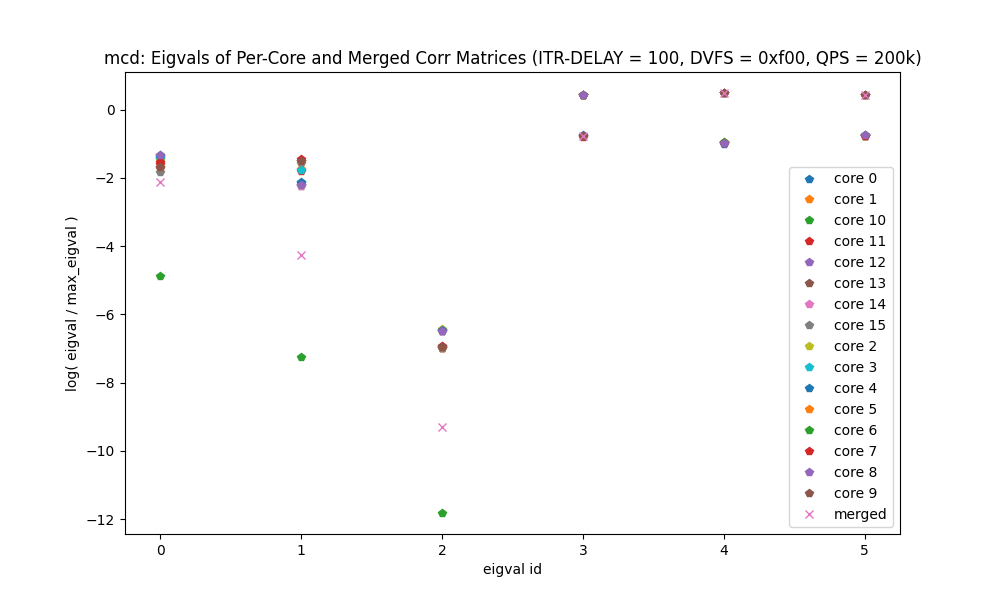 mcd: Eigvals of Per-Core and Merged Corr Matrices (ITR-DELAY = 100, DVFS = 0xf00, QPS = 200k)
log( eigval / max_eigval )
0
−2
−4
−6
−8
−10
−12
0
1
2
3
4
5
eigval id
core 0
core 1
core 10
core 11
core 12
core 13
core 14
core 15
core 2
core 3
core 4
core 5
core 6
core 7
core 8
core 9
merged